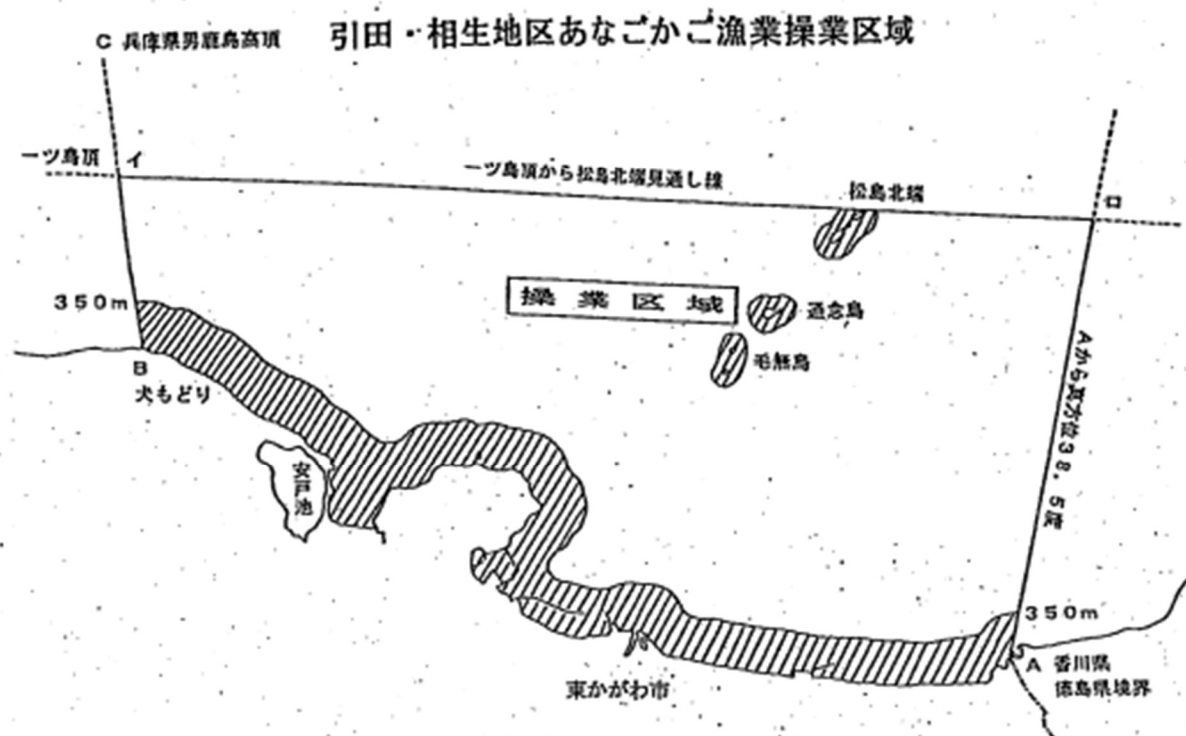 引田・相生地区あなごかご漁業操業区域
C 兵庫県男鹿島高頂
一ツ島頂
イ
一ツ島頂から松島北端見通し線
松島北端
ロ
操業区域
通念島
毛無島
350m
B
犬もどり
安戸池
Aから真方位38.5度
350m
A 香川県
徳島県境界
東かがわ市